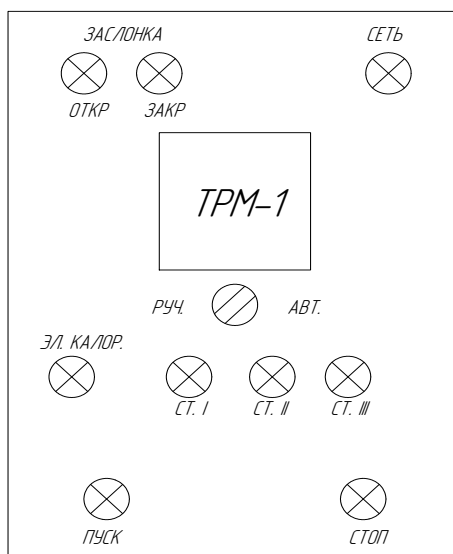 ЗАСЛОНКА СЕТЬ
ОТКР ЗАКР
ТРМ-1
РУЧ. АВТ.
ЭЛ. КАЛОР.
СТ. I СТ. II СТ. III
ПУСК СТОП